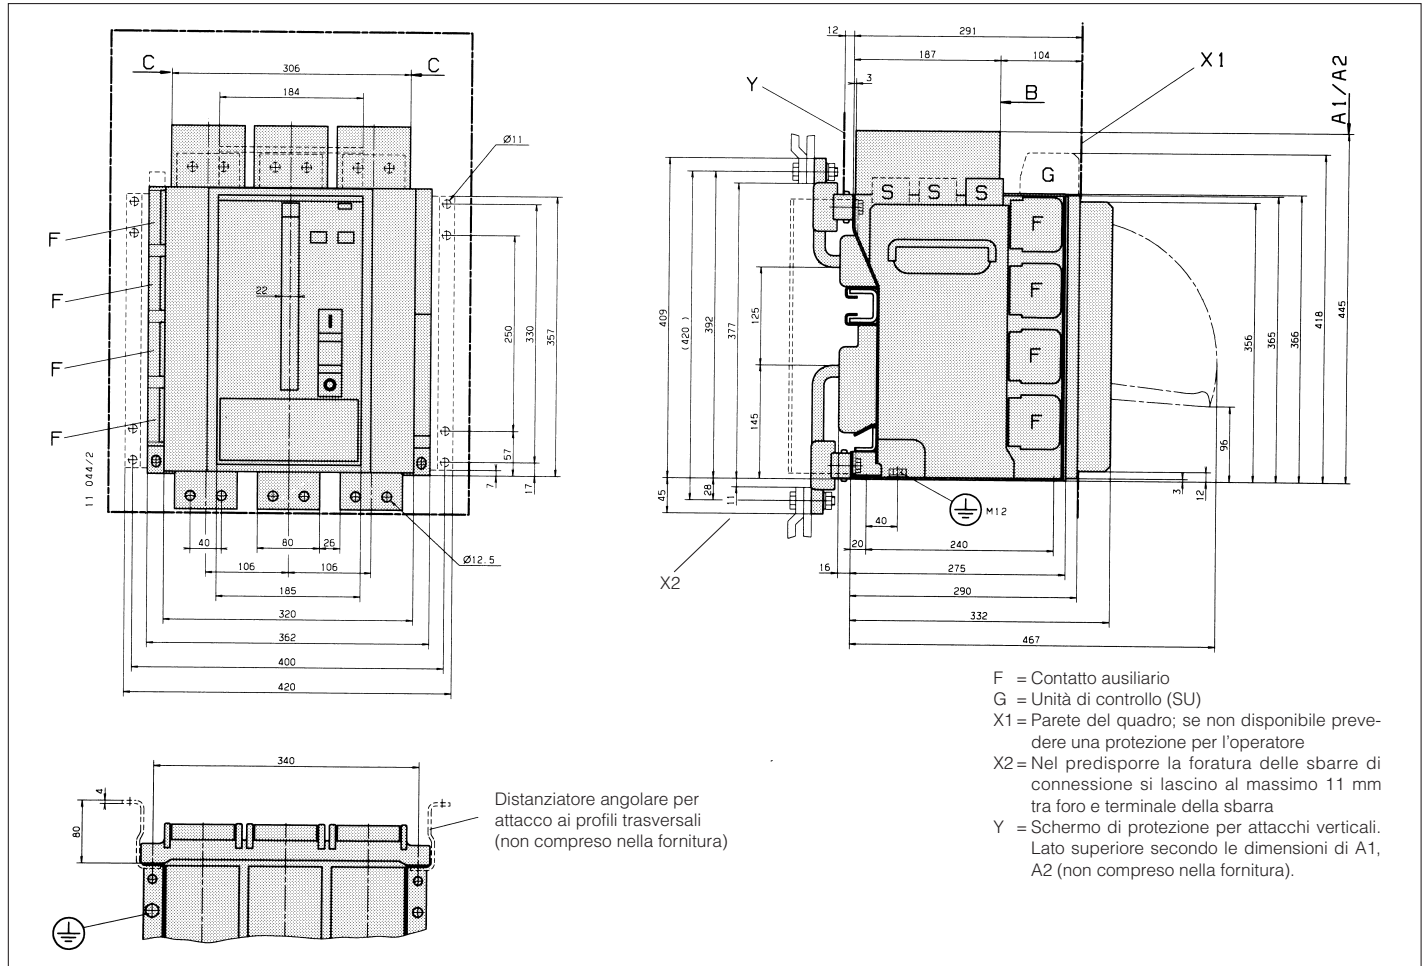 C
C
306
184
Ø11
F
F
F
F
22
250
330
357
57
7
17
11 044/2
40
80
26
Ø12.5
106
106
185
320
362
400
420
12
291
187
104
3
Y
B
X1
A1/A2
G
S
S
S
F
F
F
F
409
(420)
392
377
125
145
45
28
11
356
365
366
418
445
96
3
12
M12
40
20
240
16
275
290
332
467
X2
340
4
80
Distanziatore angolare per
attacco ai profili trasversali
(non compreso nella fornitura)
F = Contatto ausiliario
G = Unità di controllo (SU)
X1 = Parete del quadro; se non disponibile preve-
dere una protezione per l'operatore
X2 = Nel predisporre la foratura delle sbarre di
connessione si lascino al massimo 11 mm
tra foro e terminale della sbarra
Y = Schermo di protezione per attacchi verticali.
Lato superiore secondo le dimensioni di A1,
A2 (non compreso nella fornitura).